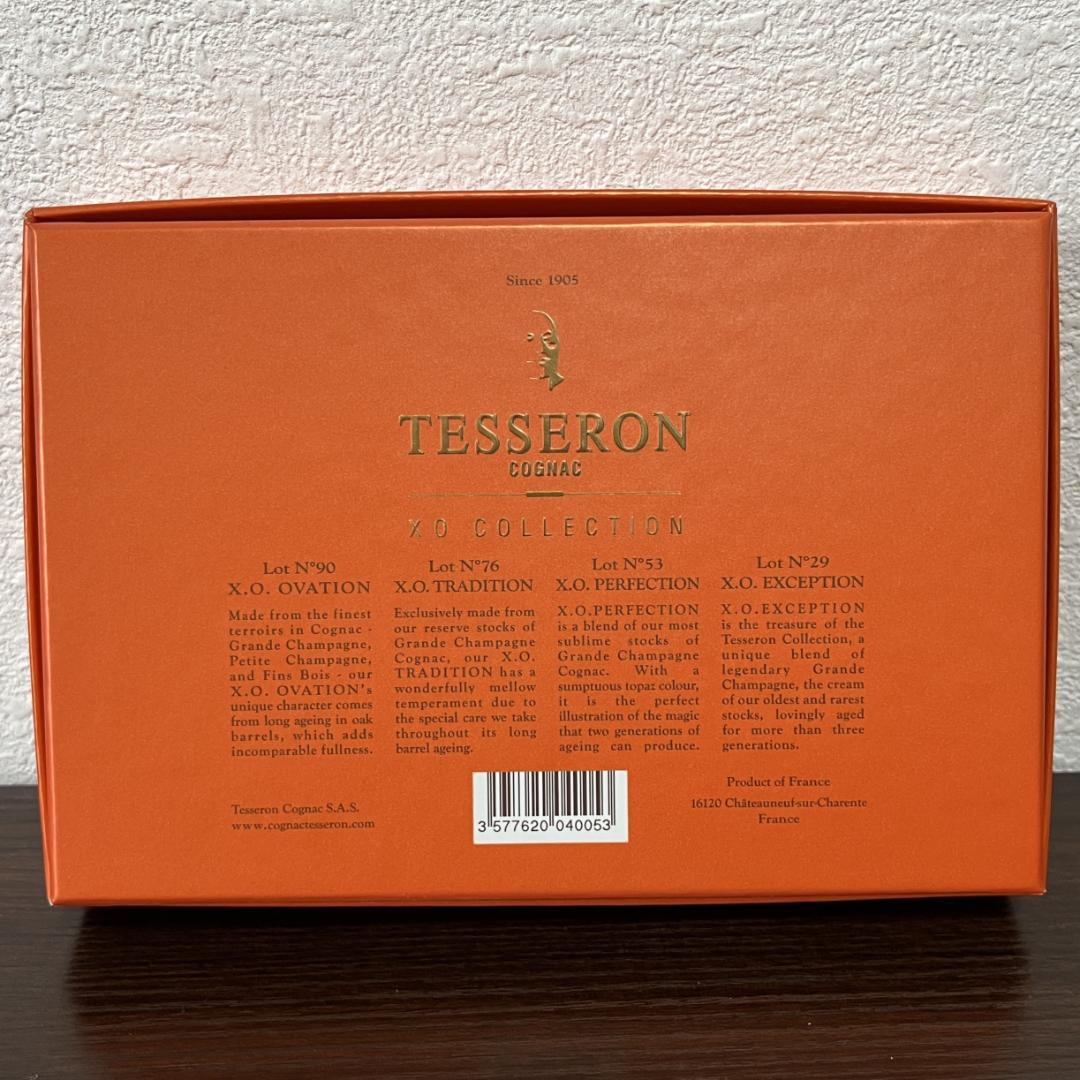 Since 1905
TESSERON
COGNAC
XO COLLECTION
Lot N°90
X.O. OVATION
Made from the finest
terroirs in Cognac -
Grande Champagne,
Petite Champagne,
and Fins Bois - our
X.O. OVATION's
unique character comes
from long ageing in oak
barrels, which adds
incomparable fullness.
Lot N°76
X.O. TRADITION
Exclusively made from
our reserve stocks of
Grande Champagne
Cognac, our X.O.
TRADITION has a
wonderfully mellow
temperament due to
the special care we take
throughout its long
barrel ageing.
Lot N°53
X.O. PERFECTION
X.O.PERFECTION
is a blend of our most
sublime stocks of
Grande Champagne
Cognac. With a
sumptuous topaz colour,
it is the perfect
illustration of the magic
that two generations of
ageing can produce.
Lot N°29
X.O. EXCEPTION
X.O.EXCEPTION
is the treasure of the
Tesseron Collection, a
unique blend of
legendary Grande
Champagne, the cream
of our oldest and rarest
stocks, lovingly aged
for more than three
generations.
Tesseron Cognac S.A.S.
www.cognactesseron.com
3 577620 040053
Product of France
16120 Châteauneuf-sur-Charente
France